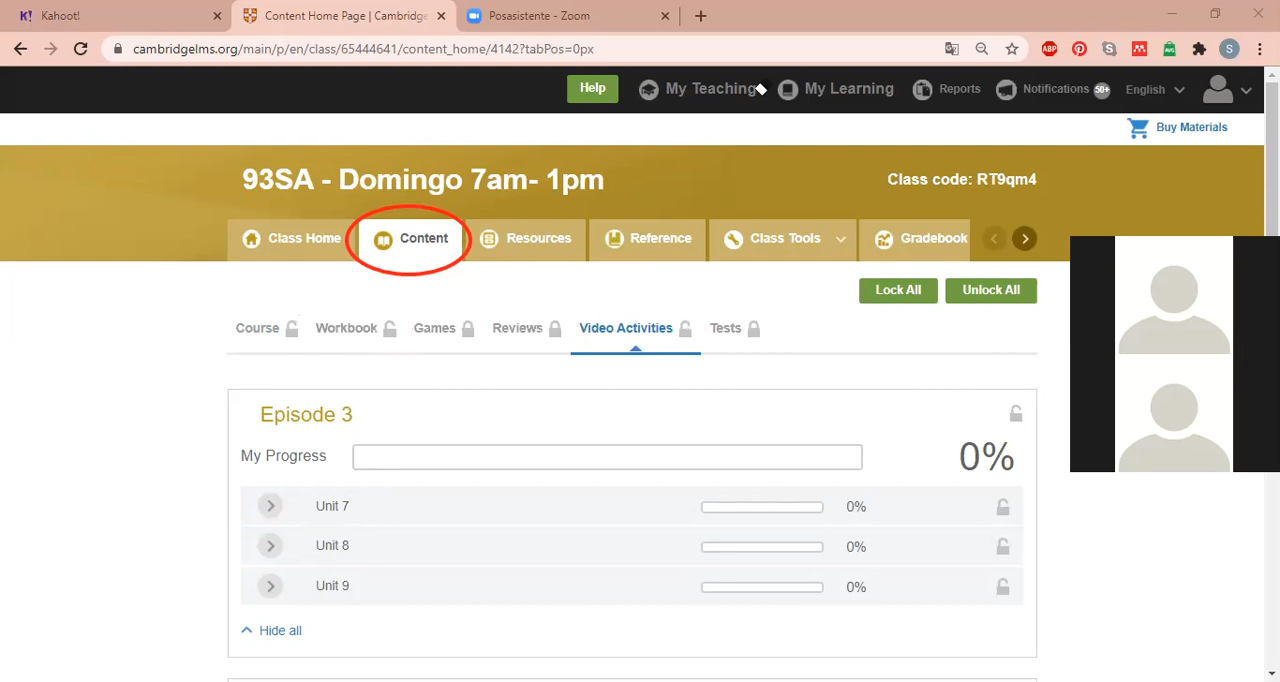 K! Kahoot!
Content Home Page | Cambridge
Posasistente - Zoom
cambridgelms.org/main/p/en/class/65444641/content_home/4142?tabPos=0px
ABP
AVG
S
Help
My Teaching
My Learning
Reports
Notifications 50+
English
Buy Materials
93SA - Domingo 7am- 1pm
Class code: RT9qm4
Class Home
Content
Resources
Reference
Class Tools
Gradebook
Lock All
Unlock All
Course
Workbook
Games
Reviews
Video Activities
Tests
Episode 3
My Progress
0%
Unit 7
0%
Unit 8
0%
Unit 9
0%
Hide all